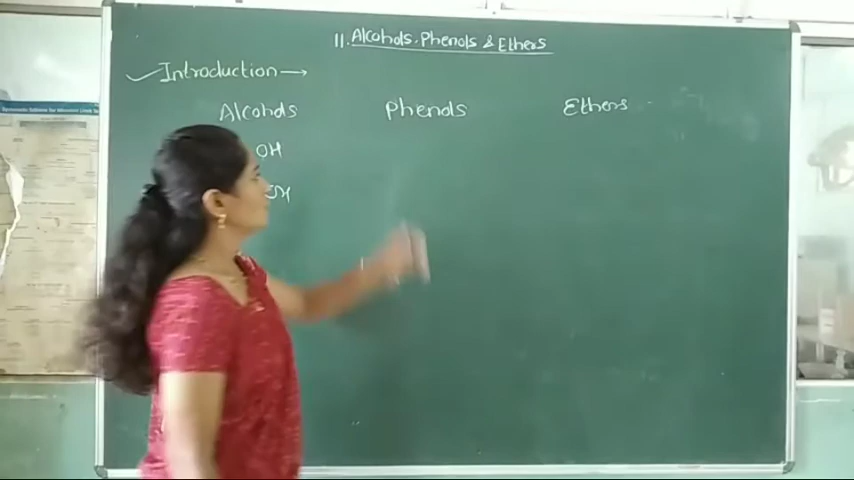 11. Alcohols, Phenols & Ethers
Introduction →
Alcohols Phenols Ethers
OH
OH